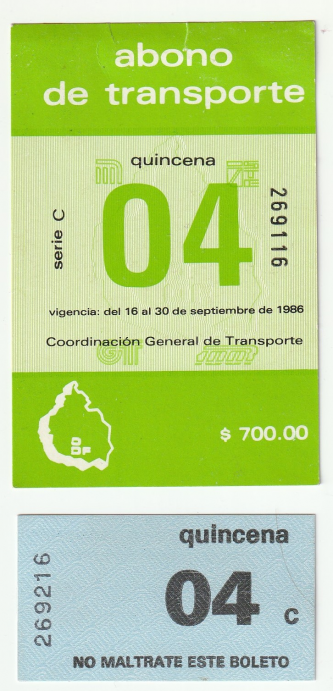 abono
de transporte
quincena
04
serie C
269116
vigencia: del 16 al 30 de septiembre de 1986
Coordinación General de Transporte
DDF
$ 700.00
quincena
269216
04 C
NO MALTRATE ESTE BOLETO